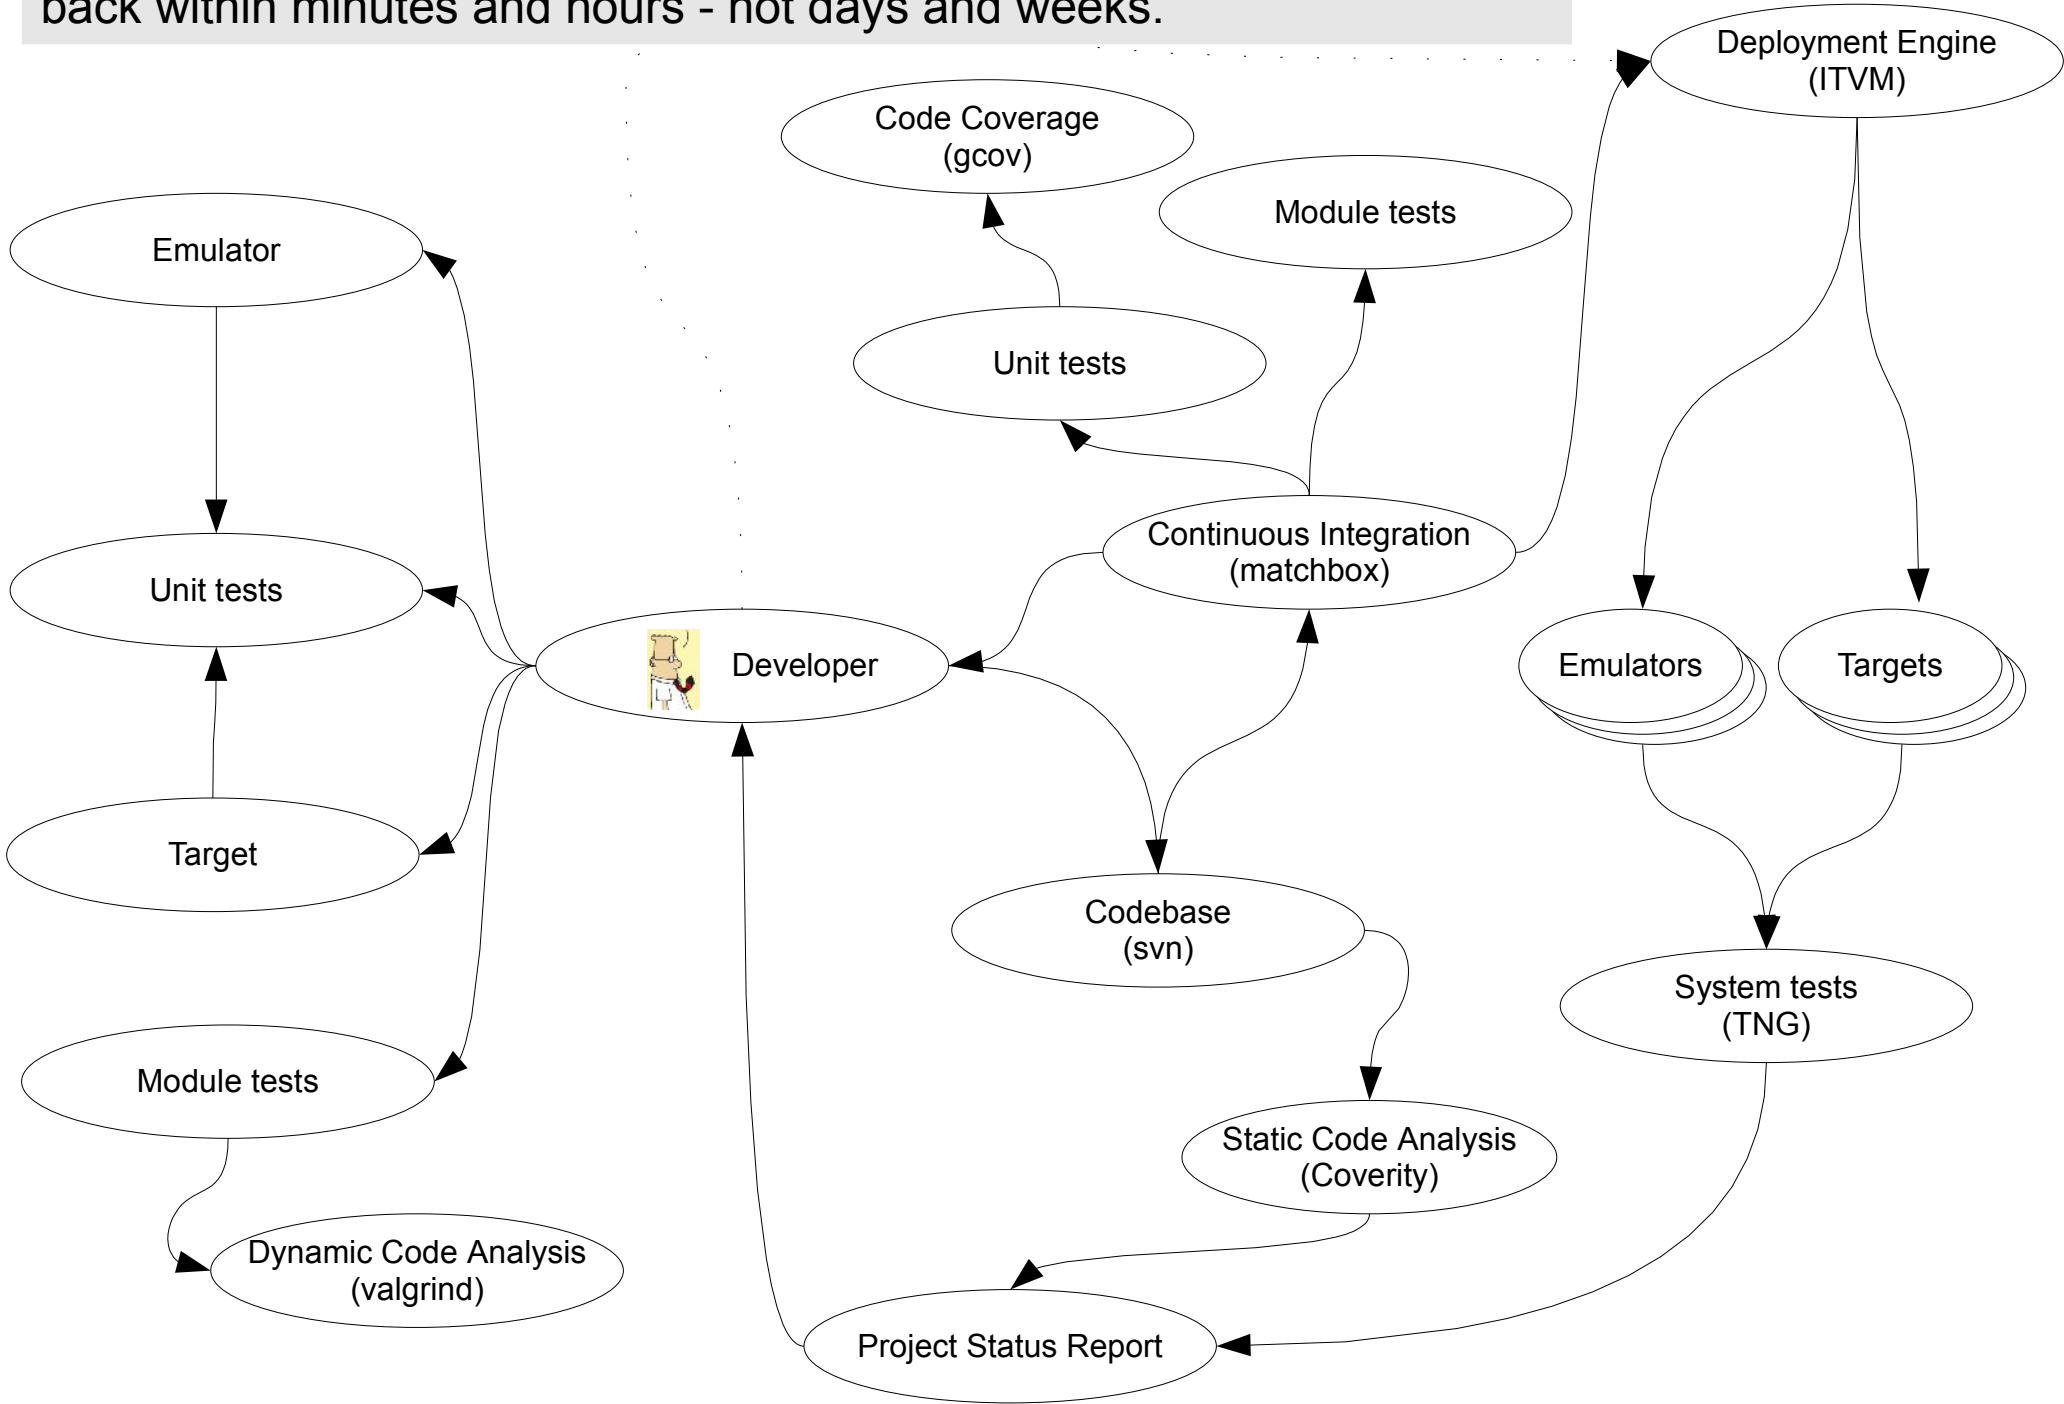 back within minutes and hours - not days and weeks.
Deployment Engine
(ITVM)
Code Coverage
(gcov)
Module tests
Emulator
Unit tests
Continuous Integration
(matchbox)
Unit tests
Developer
Emulators
Targets
Target
Codebase
(svn)
System tests
(TNG)
Module tests
Static Code Analysis
(Coverity)
Dynamic Code Analysis
(valgrind)
Project Status Report